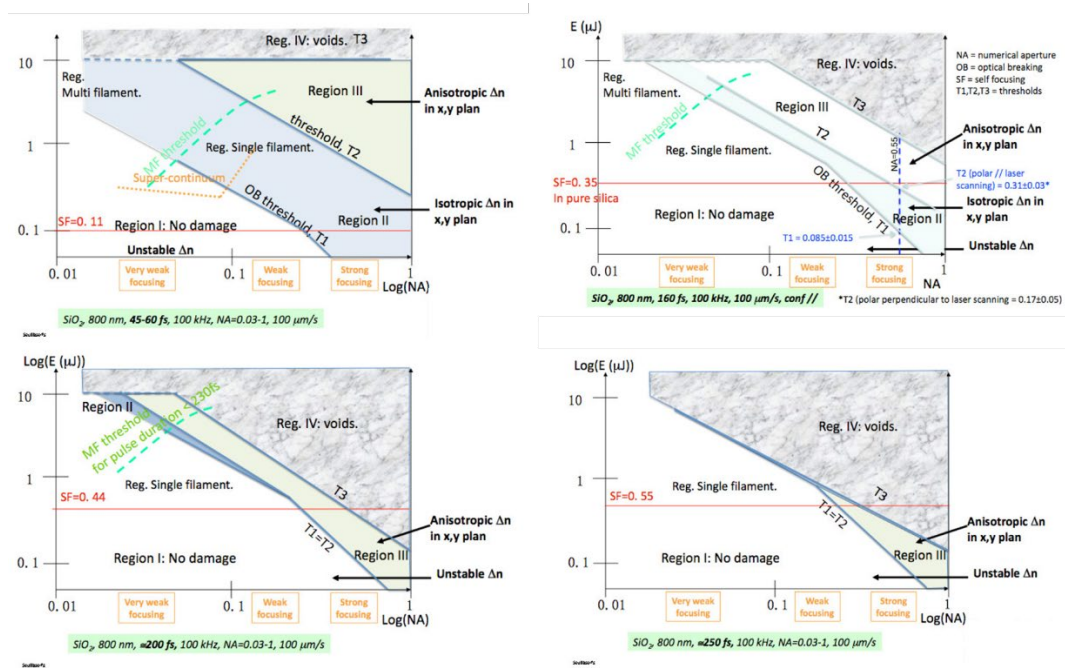 Reg. IV: voids. T3
10
Reg.
Multi filament.
Region III
Anisotropic Δn
in x,y plan
MF threshold
threshold, T2
1
Reg. Single filament.
Super-continuum
OB threshold, T1
Isotropic Δn in
x,y plan
SF=0. 11
Region II
0.1
Region I: No damage
Unstable Δn
0. 01
0.1
1
Very weak
focusing
Weak
focusing
Strong
focusing
Log(NA)
SiO₂, 800 nm, 45-60 fs, 100 kHz, NA=0.03-1, 100 μm/s
E (μJ)
NA = numerical aperture
OB = optical breaking
SF = self focusing
T1,T2,T3 = thresholds
10
Reg. IV: voids.
Reg.
Multi filament.
Region III
T3
T2
MF threshold
NA=0.55
Anisotropic Δn
in x,y plan
1
Reg. Single filament.
T2 (polar // laser
scanning) = 0.31±0.03*
SF=0. 35
In pure silica
OB threshold, T1
Region II
Isotropic Δn in
x,y plan
Region I: No damage
T1 = 0.085±0.015
0.1
Unstable Δn
0. 01
0.1
1
Very weak
focusing
Weak
focusing
Strong
focusing
NA
SiO₂, 800 nm, 160 fs, 100 kHz, 100 μm/s, conf //
*T2 (polar perpendicular to laser scanning = 0.17±0.05)
Log(E (μJ))
10
Region II
MF threshold
for pulse duration < 230fs
Reg. IV: voids.
1
Reg. Single filament.
T3
SF=0. 44
T1=T2
Anisotropic Δn
in x,y plan
Region I: No damage
Region III
0. 1
Unstable Δn
0. 01
0.1
1
Very weak
focusing
Weak
focusing
Strong
focusing
Log(NA)
SiO₂, 800 nm, ≈200 fs, 100 kHz, NA=0.03-1, 100 μm/s
Log(E (μJ))
10
Reg. IV: voids.
1
Reg. Single filament.
T3
SF=0. 55
T1=T2
Anisotropic Δn
in x,y plan
Region I: No damage
Region III
0. 1
Unstable Δn
0. 01
0.1
1
Very weak
focusing
Weak
focusing
Strong
focusing
Log(NA)
SiO₂, 800 nm, ≈250 fs, 100 kHz, NA=0.03-1, 100 μm/s